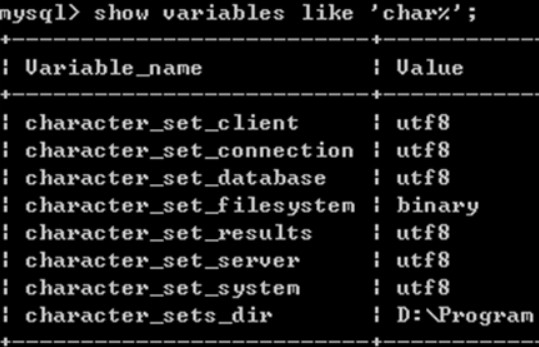 mysql> show variables like 'char%';
+----------------------------+-------------
¦ Variable_name ¦ Value
+----------------------------+-------------
¦ character_set_client ¦ utf8
¦ character_set_connection ¦ utf8
¦ character_set_database ¦ utf8
¦ character_set_filesystem ¦ binary
¦ character_set_results ¦ utf8
¦ character_set_server ¦ utf8
¦ character_set_system ¦ utf8
¦ character_sets_dir ¦ D:\Program
+----------------------------+-------------